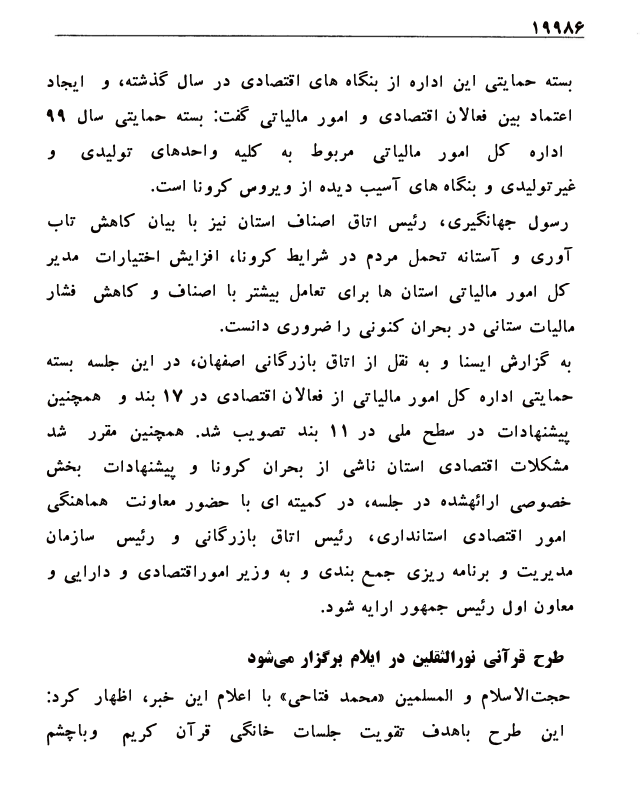 ۱۹۹۸۶
بسته حمایتی این اداره از بنگاه های اقتصادی در سال گذشته، و ایجاد
اعتماد بین فعالان اقتصادی و امور مالیاتی گفت: بسته حمایتی سال ۹۹
اداره کل امور مالیاتی مربوط به کلیه واحدهای تولیدی و
غیرتولیدی و بنگاه های آسیب دیده از ویروس کرونا است.
رسول جهانگیری، رئیس اتاق اصناف استان نیز با بیان کاهش تاب
آوری و آستانه تحمل مردم در شرایط کرونا، افزایش اختیارات مدیر
کل امور مالیاتی استان ها برای تعامل بیشتر با اصناف و کاهش فشار
مالیات ستانی در بحران کنونی را ضروری دانست.
به گزارش ایسنا و به نقل از اتاق بازرگانی اصفهان، در این جلسه بسته
حمایتی اداره کل امور مالیاتی از فعالان اقتصادی در ۱۷ بند و همچنین
پیشنهادات در سطح ملی در ۱۱ بند تصویب شد. همچنین مقرر شد
مشکلات اقتصادی استان ناشی از بحران کرونا و پیشنهادات بخش
خصوصی ارائهشده در جلسه، در کمیته ای با حضور معاونت هماهنگی
امور اقتصادی استانداری، رئیس اتاق بازرگانی و رئیس سازمان
مدیریت و برنامه ریزی جمع بندی و به وزیر اموراقتصادی و دارایی و
معاون اول رئیس جمهور ارایه شود.
طرح قرآنی نورالثقلین در ایلام برگزار می‌شود
حجت‌الاسلام و المسلمین «محمد فتاحی» با اعلام این خبر، اظهار کرد:
این طرح باهدف تقویت جلسات خانگی قرآن کریم وباچشم